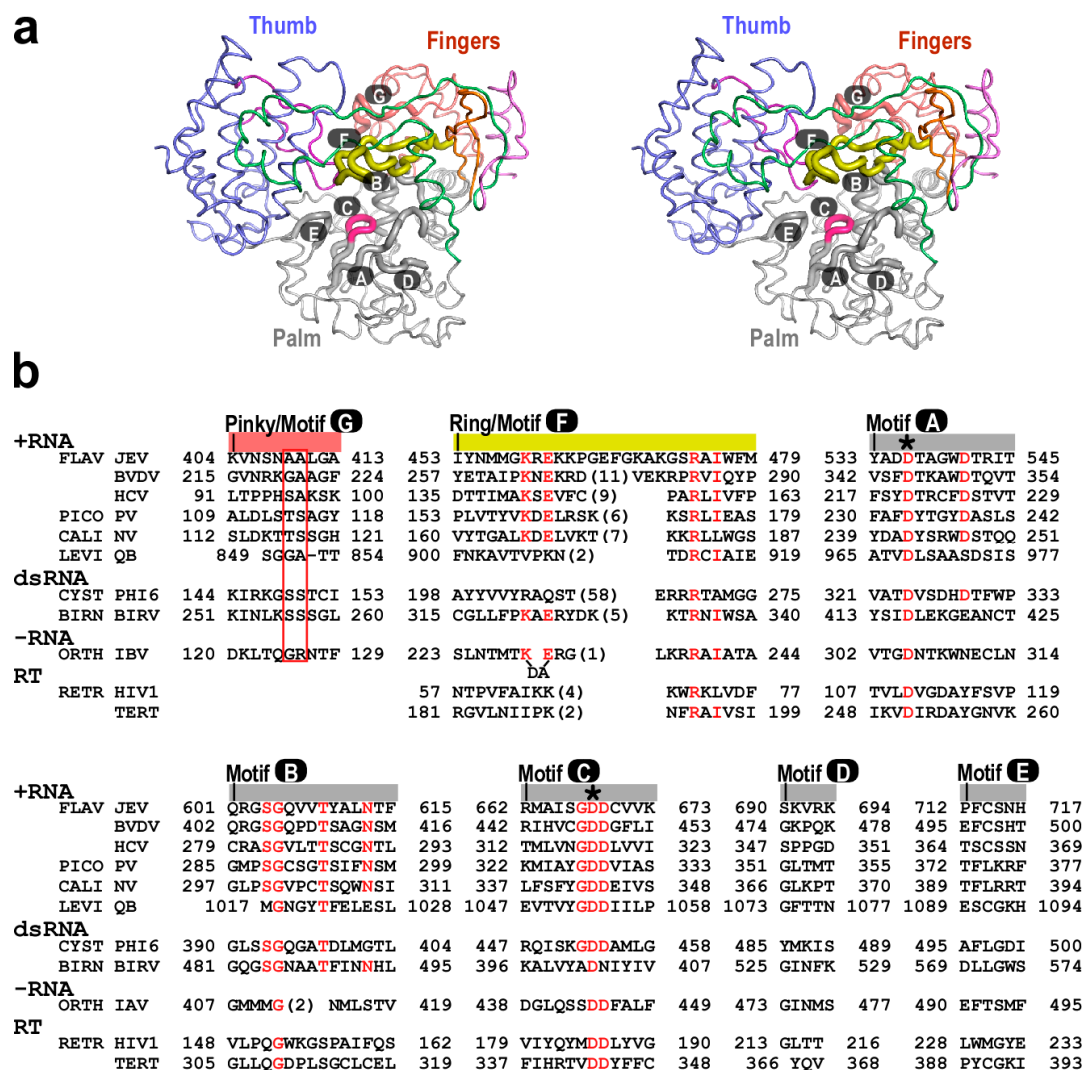 a
Thumb Fingers Thumb Fingers
G G
F F
B B
C C
E E
A D A D
Palm Palm
b
Pinky/Motif G Ring/Motif F Motif A
+RNA *
FLAV JEV 404 KVNSNAALGA 413 453 IYNMMGKREKKPGEFGKAKGSRAIWFM 479 533 YADDTAGWDTRIT 545
BVDV 215 GVNRKGAAGF 224 257 YETAIPKNEKRD(11)VEKRPRVIQYP 290 342 VSFDTKAWDTQVT 354
HCV 91 LTPPHSAKSK 100 135 DTTIMAKSEVFC(9) PARLIVFP 163 217 FSYDTRCFDSTVT 229
PICO PV 109 ALDLSTSAGY 118 153 PLVTYVKDELRSK(6) KSRLIEAS 179 230 FAFDYTGYDASLS 242
CALI NV 112 SLDKTTSSGH 121 160 VYTGALKDELVKT(7) KKRLLWGS 187 239 YDADYSRWDSTQQ 251
LEVI QB 849 SGGA-TT 854 900 FNKAVTVPKN(2) TDRCIAIE 919 965 ATVDLSAASDSIS 977
dsRNA
CYST PHI6 144 KIRKGSSTCI 153 198 AYYVVYRAQST(58) ERRRTAMGG 275 321 VATDVSDHDTFWP 333
BIRN BIRV 251 KINLKSSSGL 260 315 CGLLFPKAERYDK(5) KTRNIWSA 340 413 YSIDLEKGEANCT 425
-RNA
ORTH IBV 120 DKLTQGRNTF 129 223 SLNTMTK ERG(1) LKRRAIATA 244 302 VTGDNTKWNECLN 314
DA
RT
RETR HIV1 57 NTPVFAIKK(4) KWRKLVDF 77 107 TVLDVGDAYFSVP 119
TERT 181 RGVLNIIPK(2) NFRAIVSI 199 248 IKVDIRDAYGNVK 260
Motif B Motif C Motif D Motif E
+RNA *
FLAV JEV 601 QRGSGQVVTYALNTF 615 662 RMAISGDDCVVK 673 690 SKVRK 694 712 PFCSNH 717
BVDV 402 QRGSGQPDTSAGNSM 416 442 RIHVCGDDGFLI 453 474 GKPQK 478 495 EFCSHT 500
HCV 279 CRASGVLTTSCGNTL 293 312 TMLVNGDDLVVI 323 347 SPPGD 351 364 TSCSSN 369
PICO PV 285 GMPSGCSGTSIFNSM 299 322 KMIAYGDDVIAS 333 351 GLTMT 355 372 TFLKRF 377
CALI NV 297 GLPSGVPCTSQWNSI 311 337 LFSFYGDDEIVS 348 366 GLKPT 370 389 TFLRRT 394
LEVI QB 1017 MGNGYTFELESL 1028 1047 EVTVYGDDIILP 1058 1073 GFTTN 1077 1089 ESCGKH 1094
dsRNA
CYST PHI6 390 GLSSGQGATDLMGTL 404 447 RQISKGDDAMLG 458 485 YMKIS 489 495 AFLGDI 500
BIRN BIRV 481 GQGSGNAATFINNHL 495 396 KALVYADNIYIV 407 525 GINFK 529 569 DLLGWS 574
-RNA
ORTH IAV 407 GMMMG(2) NMLSTV 419 438 DGLQSSDDFALF 449 473 GINMS 477 490 EFTSMF 495
RT
RETR HIV1 148 VLPQGWKGSPAIFQS 162 179 VIYQYMDDLYVG 190 213 GLTT 216 228 LWMGYE 233
TERT 305 GLLQGDPLSGCLCEL 319 337 FIHRTVDDYFFC 348 366 YQV 368 388 PYCGKI 393